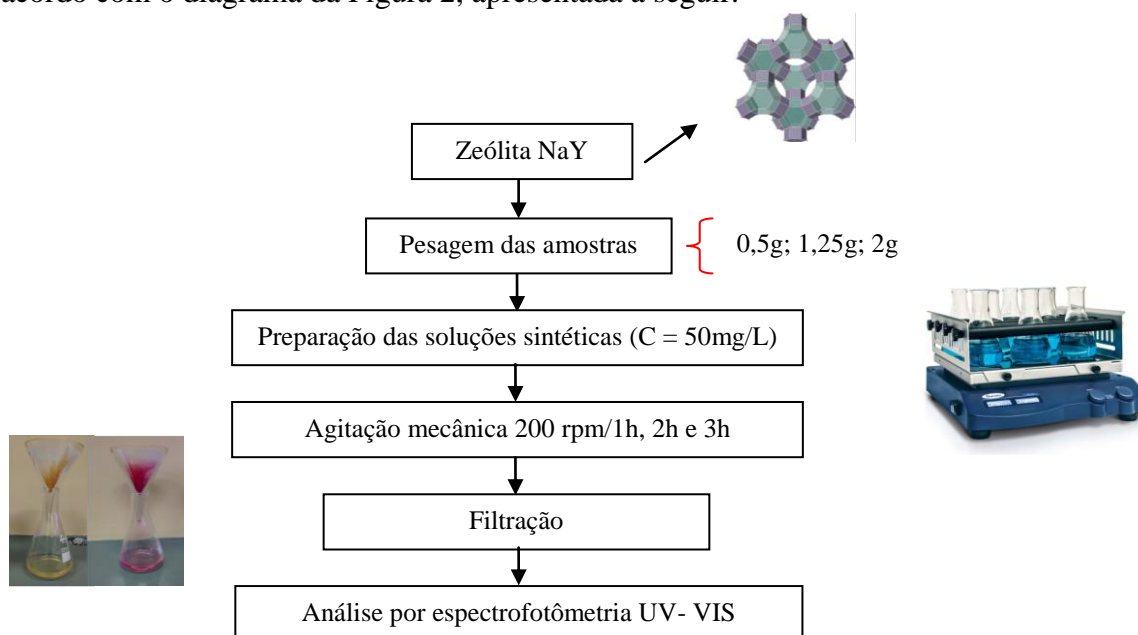 acordo com o diagrama da Figura 2, apresentada a seguir.
Zeólita NaY
Pesagem das amostras
0,5g; 1,25g; 2g
Preparação das soluções sintéticas (C = 50mg/L)
Agitação mecânica 200 rpm/1h, 2h e 3h
Filtração
Análise por espectrofotômetria UV- VIS